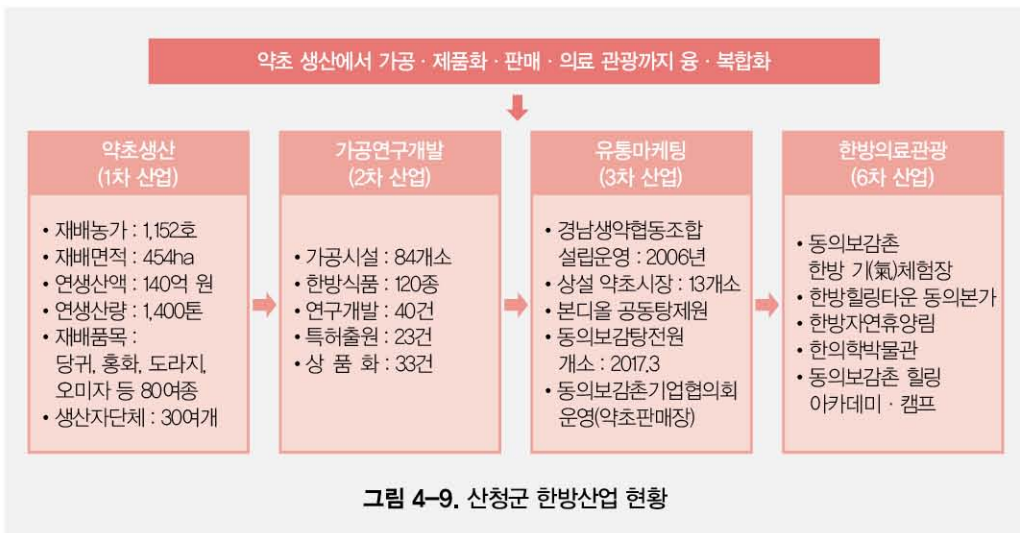 약초 생산에서 가공 · 제품화 · 판매 · 의료 관광까지 융 · 복합화
약초생산
(1차 산업)
• 재배농가 : 1,152호
• 재배면적 : 454ha
• 연생산액 : 140억 원
• 연생산량 : 1,400톤
• 재배품목 :
당귀, 홍화, 도라지,
오미자 등 80여종
• 생산자단체 : 30여개
가공연구개발
(2차 산업)
• 가공시설 : 84개소
• 한방식품 : 120종
• 연구개발 : 40건
• 특허출원 : 23건
• 상 품 화 : 33건
유통마케팅
(3차 산업)
• 경남생약협동조합
설립운영 : 2006년
• 상설 약초시장 : 13개소
• 본디올 공동탕제원
• 동의보감탕전원
개소 : 2017.3
• 동의보감촌기업협의회
운영(약초판매장)
한방의료관광
(6차 산업)
• 동의보감촌
한방 기(氣)체험장
• 한방힐링타운 동의본가
• 한방자연휴양림
• 한의학박물관
• 동의보감촌 힐링
아카데미 · 캠프
그림 4-9. 산청군 한방산업 현황